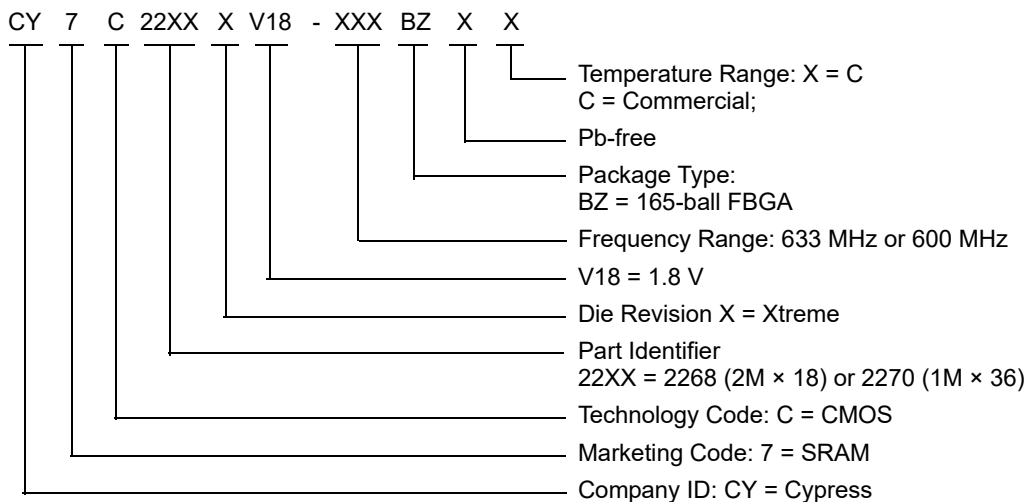 CY 7 C 22XX X V18 - XXX BZ X X
Temperature Range: X = C
C = Commercial;
Pb-free
Package Type:
BZ = 165-ball FBGA
Frequency Range: 633 MHz or 600 MHz
V18 = 1.8 V
Die Revision X = Xtreme
Part Identifier
22XX = 2268 (2M × 18) or 2270 (1M × 36)
Technology Code: C = CMOS
Marketing Code: 7 = SRAM
Company ID: CY = Cypress